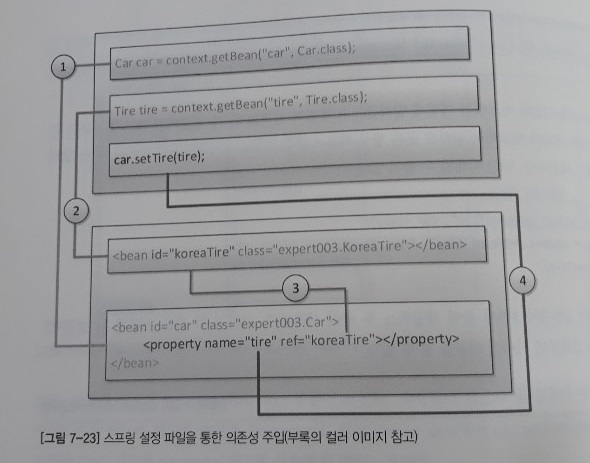 Car car = context.getBean("car", Car.class);
1
Tire tire = context.getBean("tire", Tire.class);
car.setTire(tire);
2
<bean id="koreaTire" class="expert003.KoreaTire"></bean>
3
4
<bean id="car" class="expert003.Car">
<property name="tire" ref="koreaTire"></property>
</bean>
[그림 7-23] 스프링 설정 파일을 통한 의존성 주입(부록의 컬러 이미지 참고)